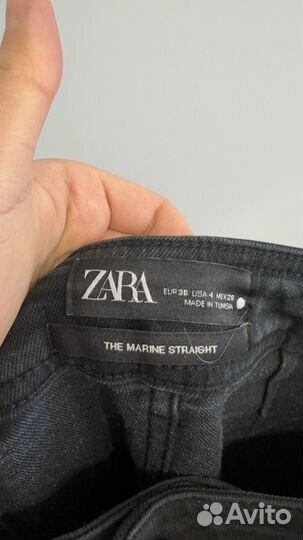 ZARA
EUR 36 USA 4 MEX 26
MADE IN TUNISIA
THE MARINE STRAIGHT
Avito